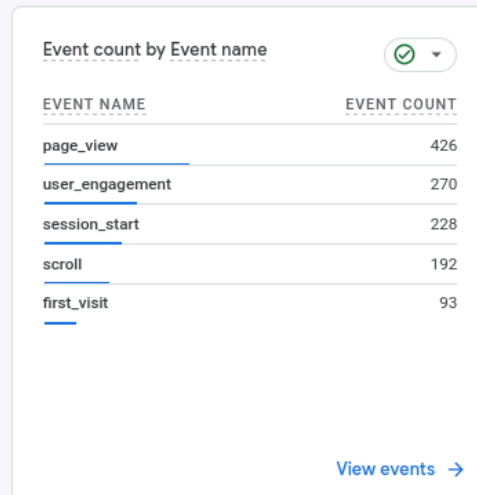 Event count by Event name
EVENT NAME EVENT COUNT
page_view 426
user_engagement 270
session_start 228
scroll 192
first_visit 93
View events